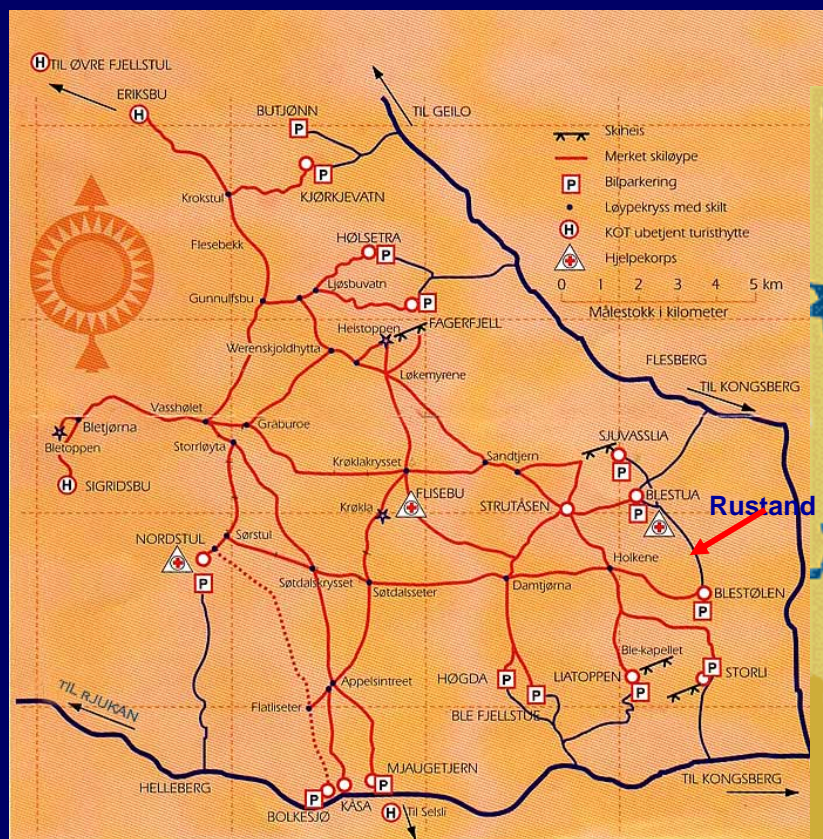 TIL ØVRE FJELLSTUL
ERIKSBU
BUTJØNN
P
TIL GEILO
H
H
P
KJØRKJEVATN
Krokstul
Flesebekk
HØLSETRA
P
Ljøsbuvatn
Gunnulfsbu
P
FAGERFJELL
Heistoppen
Werenskjoldhytta
Løkemyrene
Skiheis
Merket skiløype
P Bilparkering
Løypekryss med skilt
H KOT ubetjent turisthytte
Hjelpekorps
0 1 2 3 4 5 km
Målestokk i kilometer
FLESBERG
TIL KONGSBERG
Vasshølet
Gråburoe
Bletjørna
Bletoppen
Storrløyta
H
SIGRIDSBU
Krøklakrysset
Sandtjern
SJUVASSLIA
P
FLISEBU
STRUTÅSEN
BLESTUA
P
Rustand
Krøkla
NORDSTUL
P
Sørstul
Søtdalskrysset
Søtdalsseter
Damtjørna
Holkene
BLESTØLEN
P
Ble-kapellet
HØGDA
P
P
LIATOPPEN
P
P
STORLI
BLE FJELLSTUE
Appelsintreet
Flatliseter
TIL RJUKAN
HELLEBERG
MJAUGETJERN
P
KÅSA
P
BOLKESJØ
H
Til Selsli
TIL KONGSBERG